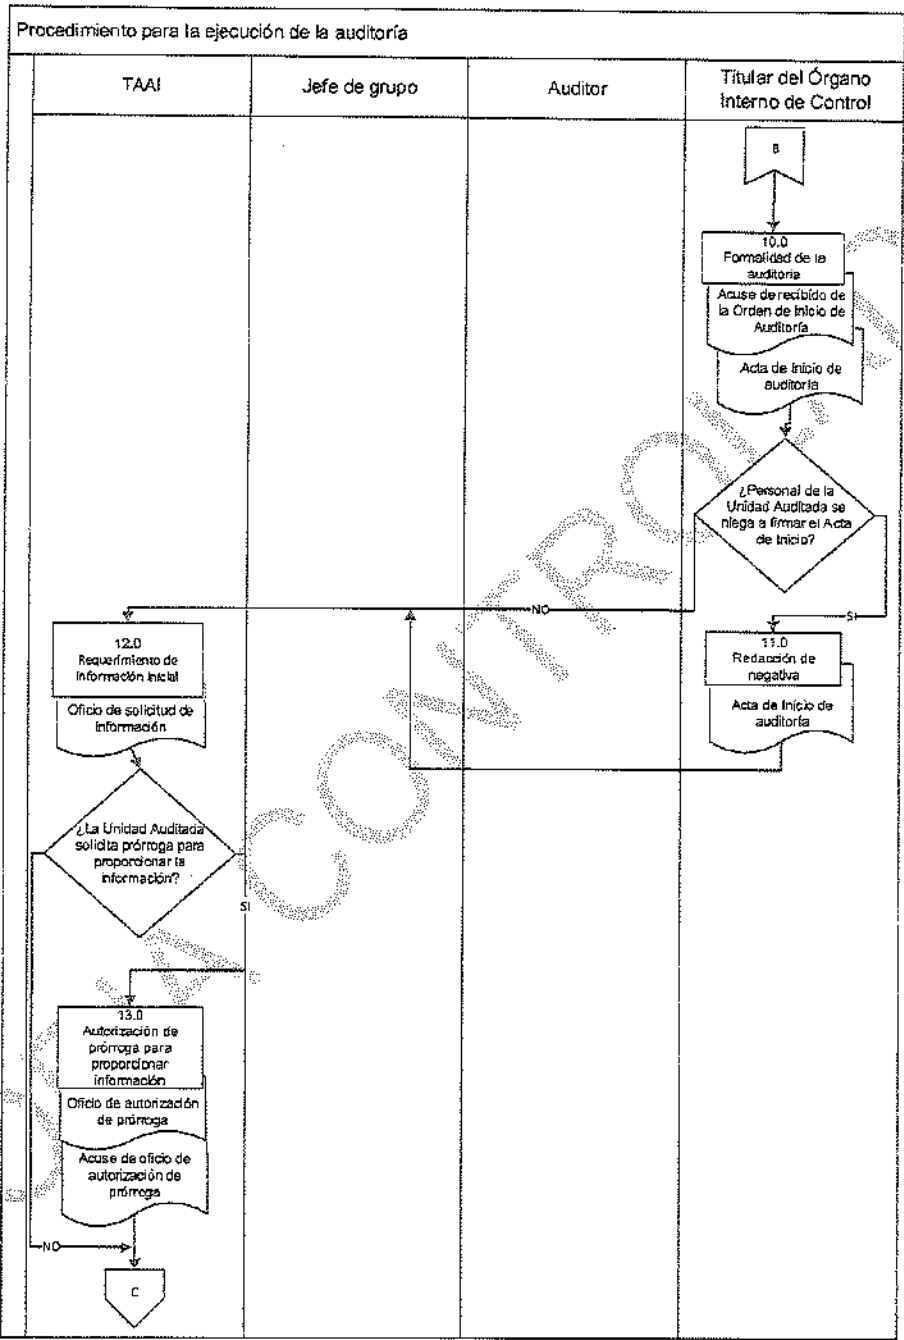 Procedimiento para la ejecución de la auditoría
TAAI
Jefe de grupo
Auditor
Titular del Órgano
Interno de Control
B
10.0
Formalidad de la
auditoría
Acuse de recibido de
la Orden de Inicio de
Auditoría
Acta de Inicio de
auditoría
¿Personal de la
Unidad Auditada se
niega a firmar el Acta
de Inicio?
NO
SI
11.0
Redacción de
negativa
Acta de Inicio de
auditoría
12.0
Requerimiento de
información inicial
Oficio de solicitud de
información
¿La Unidad Auditada
solicita prórroga para
proporcionar la
información?
SI
13.0
Autorización de
prórroga para
proporcionar
información
Oficio de autorización
de prórroga
Acuse de oficio de
autorización de
prórroga
NO
C